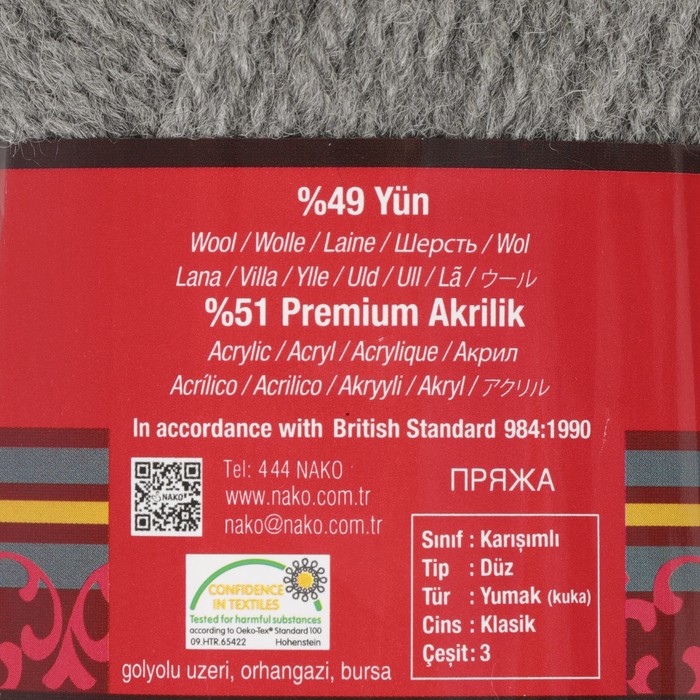 %49 Yün
Wool / Wolle / Laine / Шерсть / Wol
Lana / Villa / Ylle / Uld / Ull / Lã / ウール
%51 Premium Akrilik
Acrylic / Acryl / Acrylique / Акрил
Acrílico / Acrilico / Akryyli / Akryl / アクリル
In accordance with British Standard 984:1990
NAKO
Tel: 444 NAKO
www.nako.com.tr
nako@nako.com.tr
ПРЯЖА
Sınıf : Karışımlı
Tip : Düz
Tür : Yumak (kuka)
Cins : Klasik
Çeşit : 3
CONFIDENCE
IN TEXTILES
Tested for harmful substances
according to Oeko-Tex® Standard 100
09.HTR.65422 Hohenstein
golyolu uzeri, orhangazi, bursa